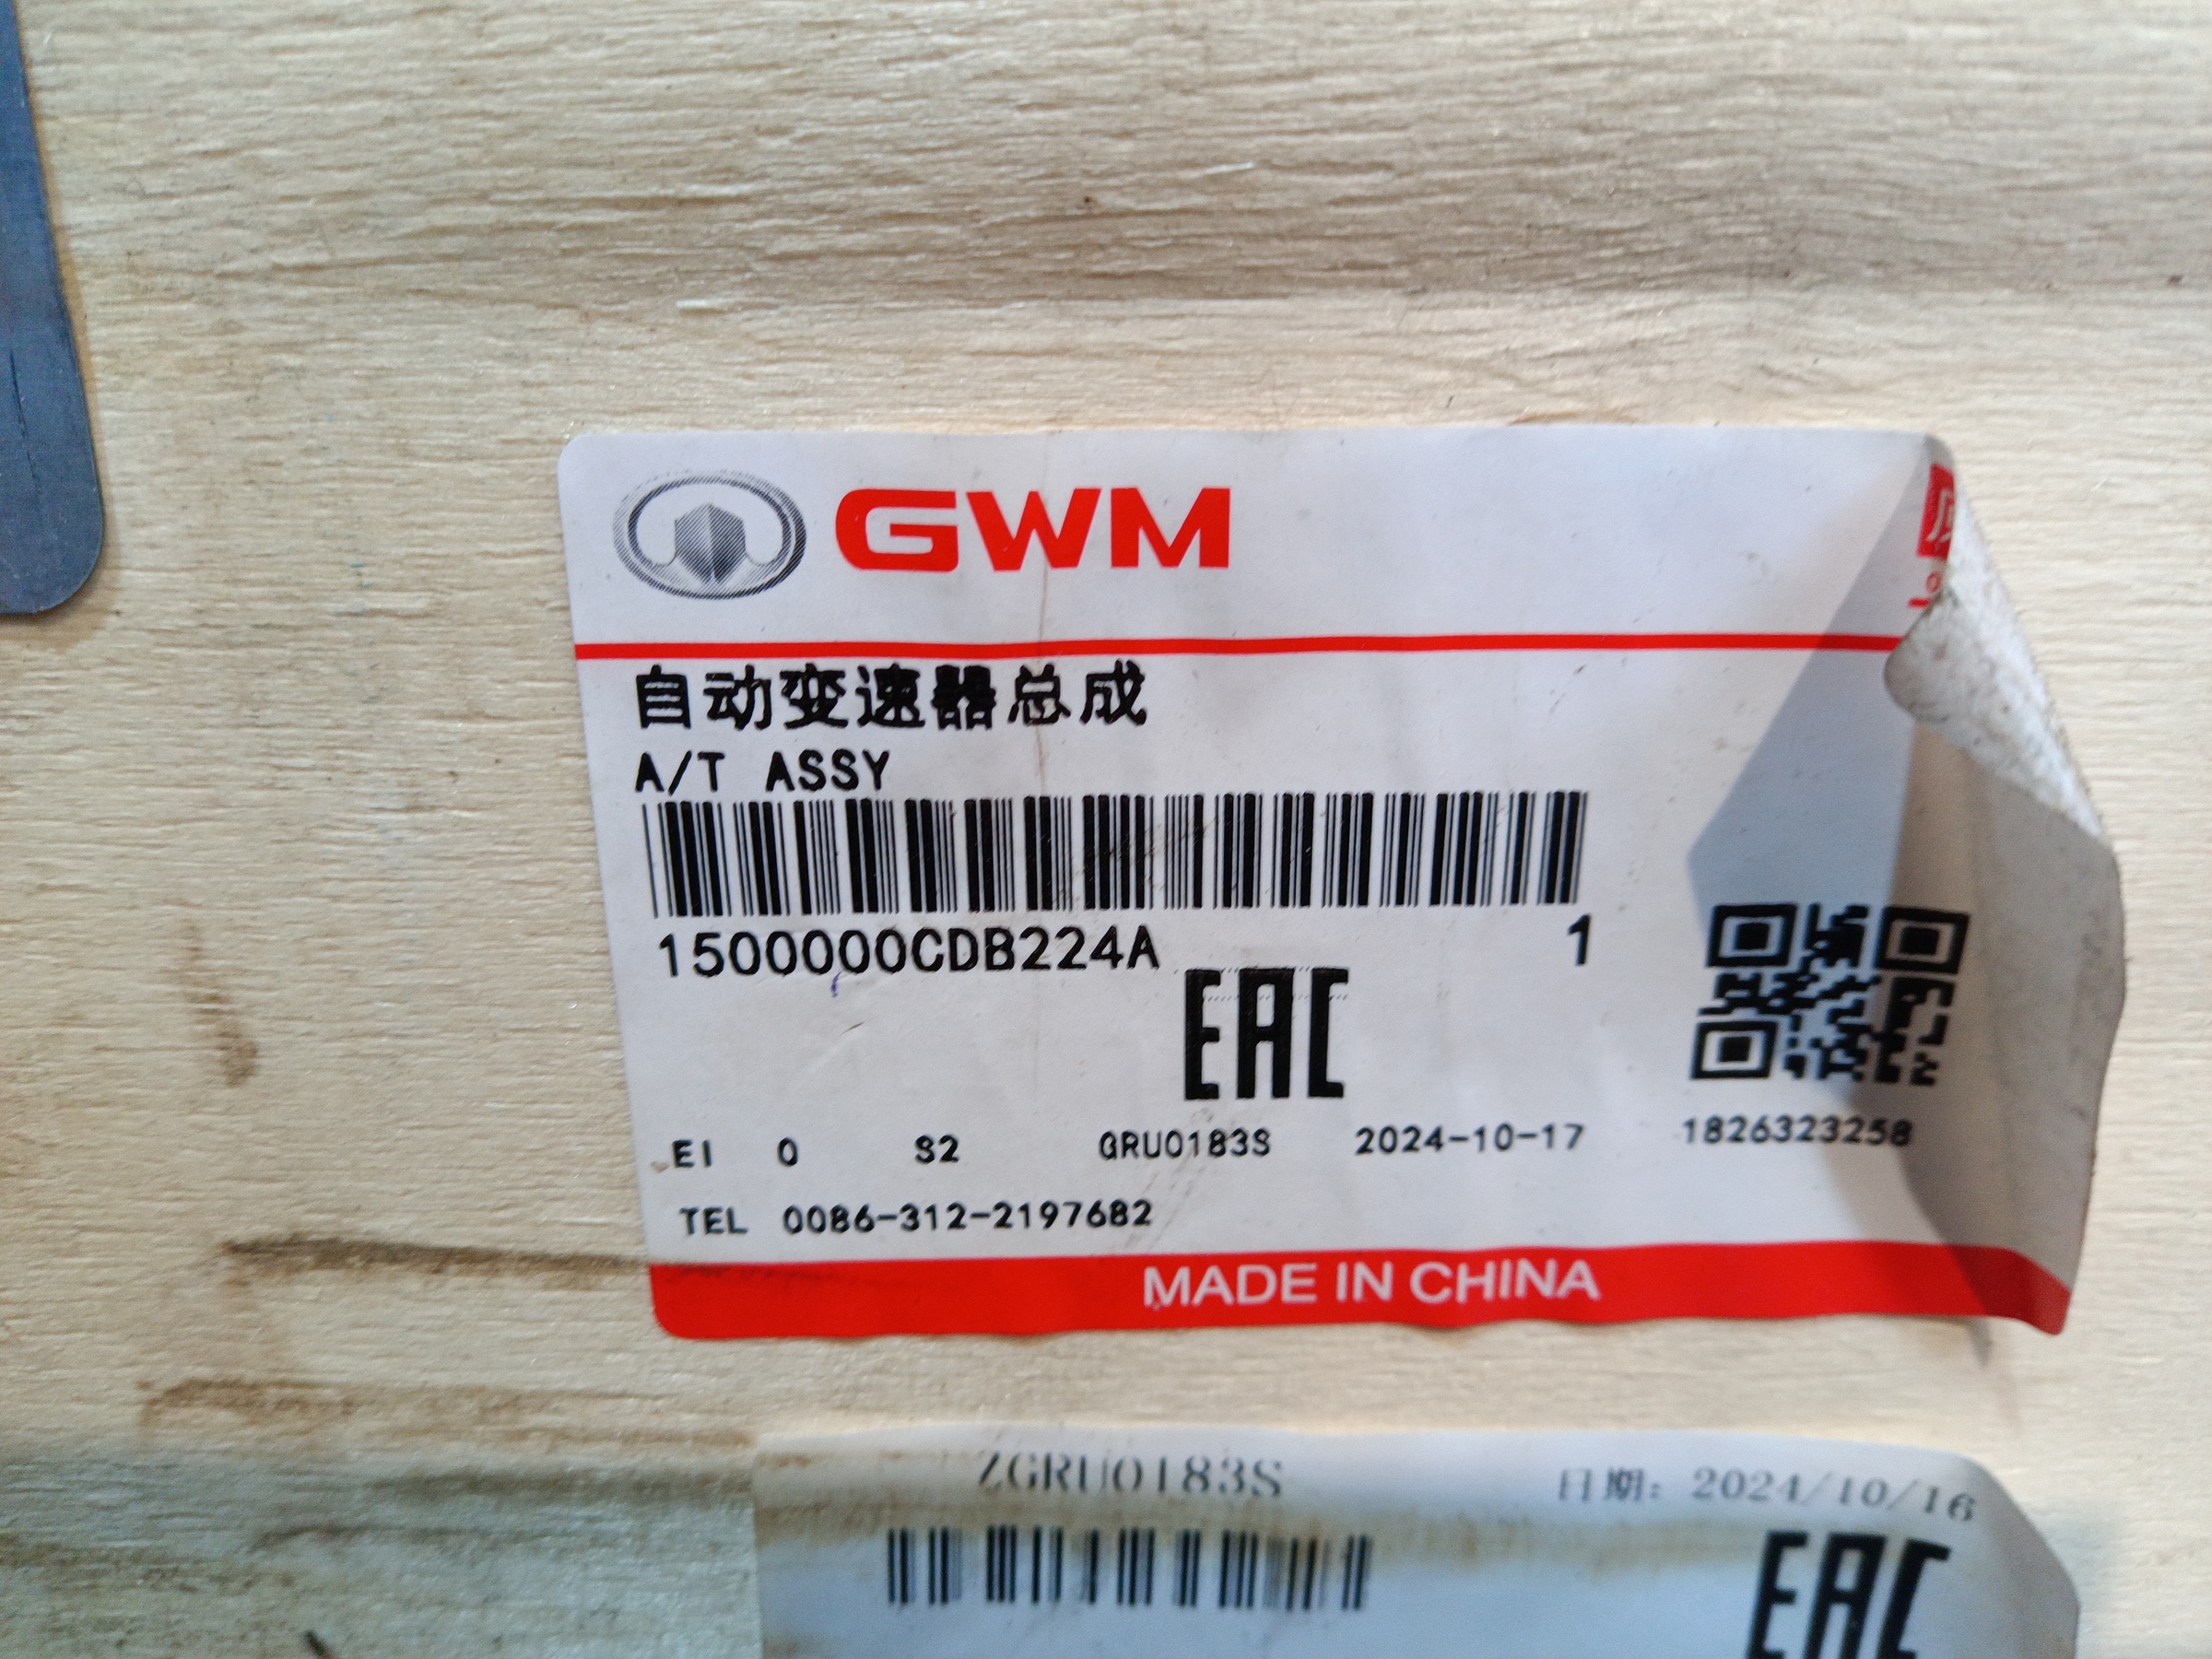 GWM
自动变速器总成
A/T ASSY
1500000CDB224A 1
EAC
EI 0 S2 GRU0183S 2024-10-17 1826323258
TEL 0086-312-2197682
MADE IN CHINA
ZGRU0183S 日期: 2024/10/16
EAC